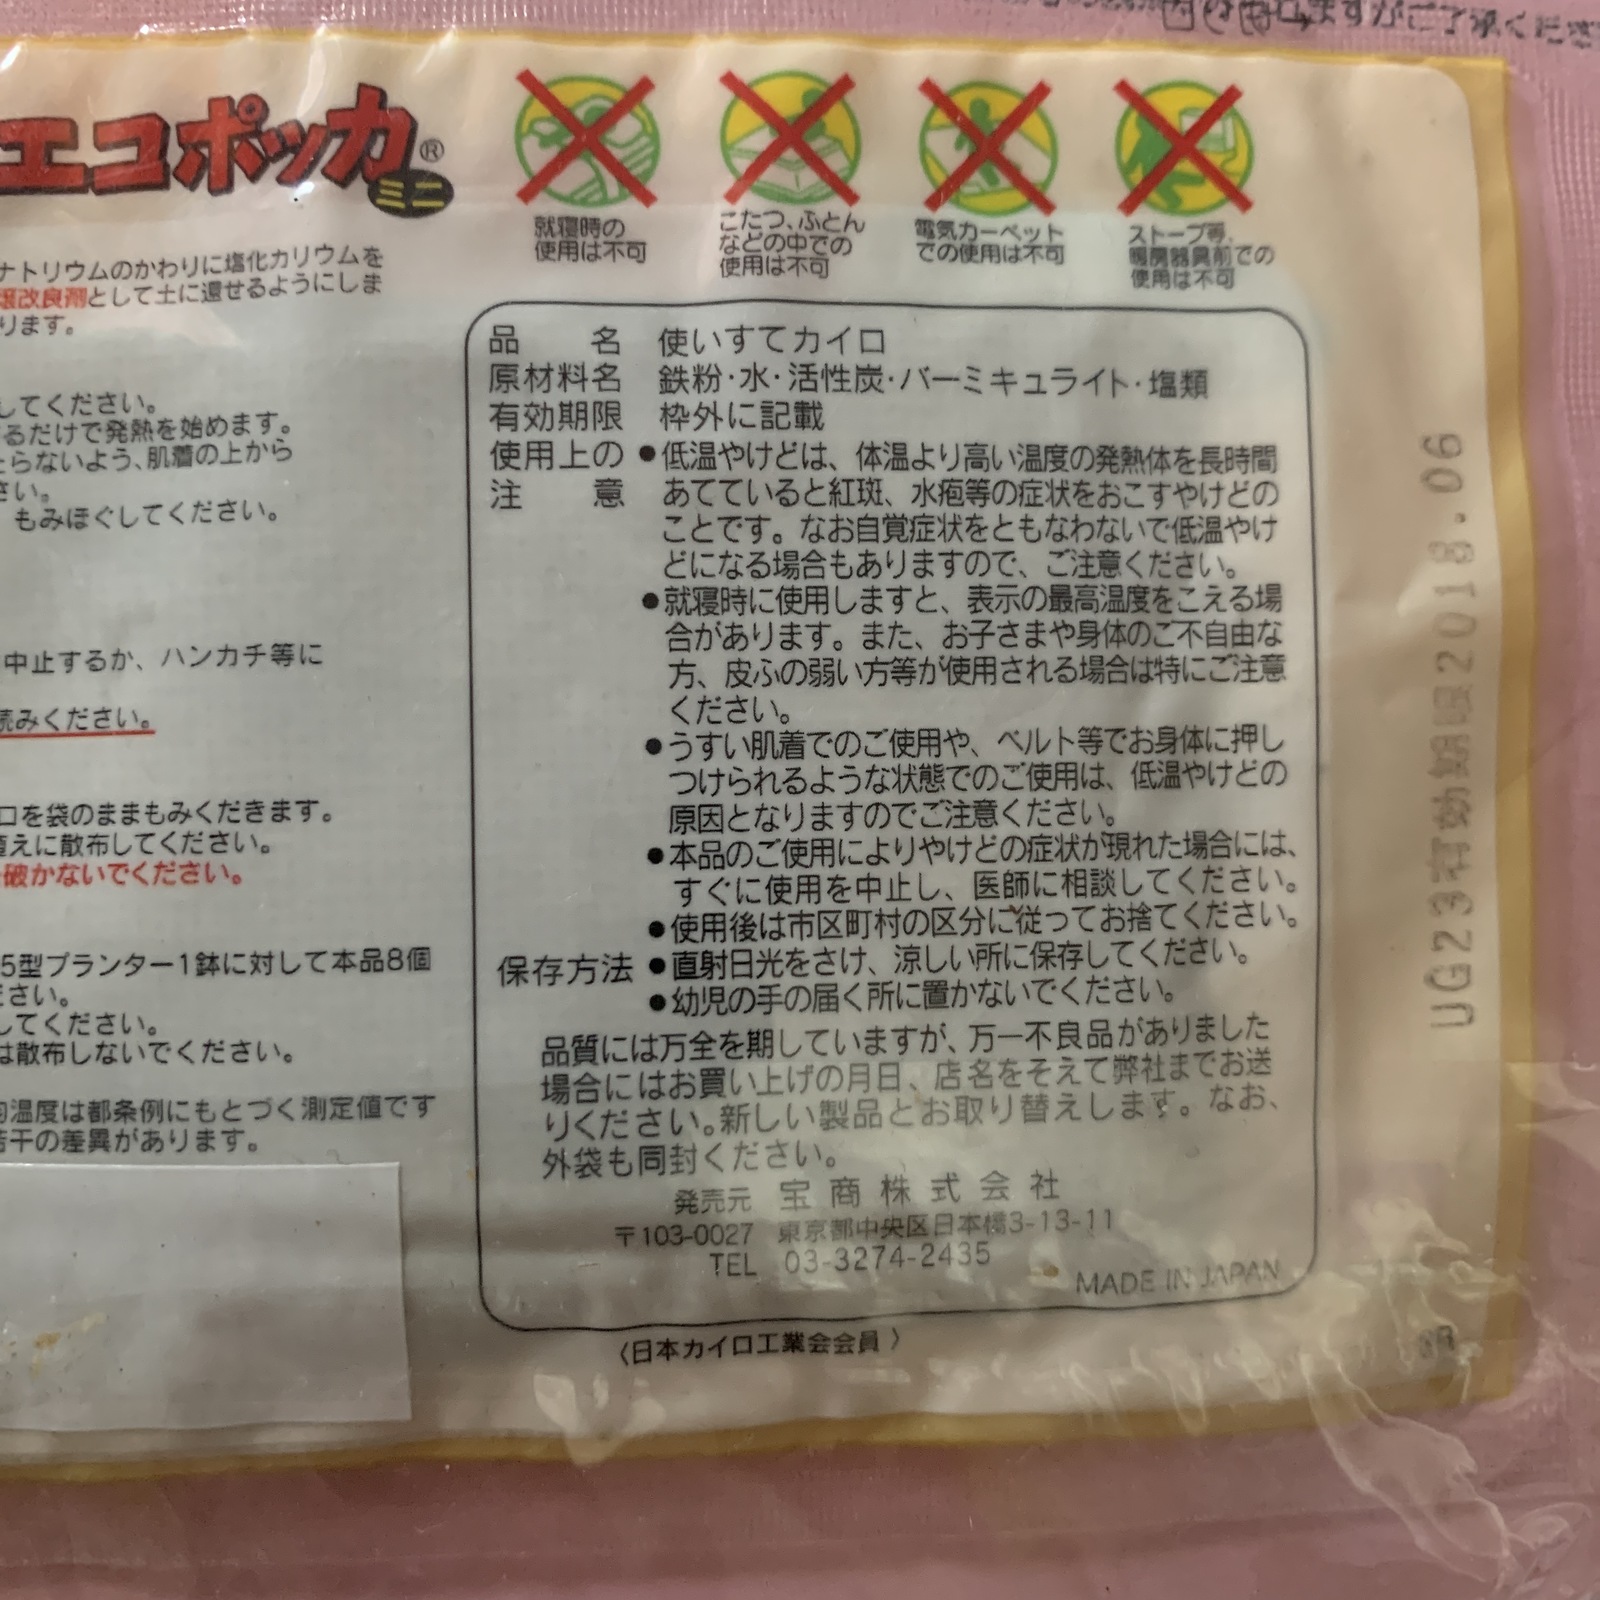 ますがご了承くださ
エコポッカ®
ミニ
就寝時の
使用は不可
こたつ、ふとん
などの中での
使用は不可
電気カーペット
での使用は不可
ストーブ等、
暖房器具前での
使用は不可
ナトリウムのかわりに塩化カリウムを
改良剤として土に還せるようにしま
ります。
してください。
るだけで発熱を始めます。
らないよう、肌着の上から
さい。
もみほぐしてください。
中止するか、ハンカチ等に
読みください。
口を袋のままもみくだきます。
えに散布してください。
破かないでください。
5型プランター1鉢に対して本品8個
ださい。
してください。
は散布しないでください。
均温度は都条例にもとづく測定値です
若干の差異があります。
品名 使いすてカイロ
原材料名 鉄粉・水・活性炭・バーミキュライト・塩類
有効期限 枠外に記載
使用上の ●低温やけどは、体温より高い温度の発熱体を長時間
注意 あてていると紅斑、水疱等の症状をおこすやけどの
ことです。なお自覚症状をともなわないで低温やけ
どになる場合もありますので、ご注意ください。
●就寝時に使用しますと、表示の最高温度をこえる場
合があります。また、お子さまや身体のご不自由な
方、皮ふの弱い方等が使用される場合は特にご注意
ください。
●うすい肌着でのご使用や、ベルト等でお身体に押し
つけられるような状態でのご使用は、低温やけどの
原因となりますのでご注意ください。
●本品のご使用によりやけどの症状が現れた場合には、
すぐに使用を中止し、医師に相談してください。
●使用後は市区町村の区分に従ってお捨てください。
保存方法 ●直射日光をさけ、涼しい所に保存してください。
●幼児の手の届く所に置かないでください。
品質には万全を期していますが、万一不良品がありました
場合にはお買い上げの月日、店名をそえて弊社までお送
りください。新しい製品とお取り替えします。なお、
外袋も同封ください。
発売元 宝商株式会社
〒103-0027 東京都中央区日本橋3-13-11
TEL 03-3274-2435
MADE IN JAPAN
〈日本カイロ工業会会員〉
UG23有効期限2018.06